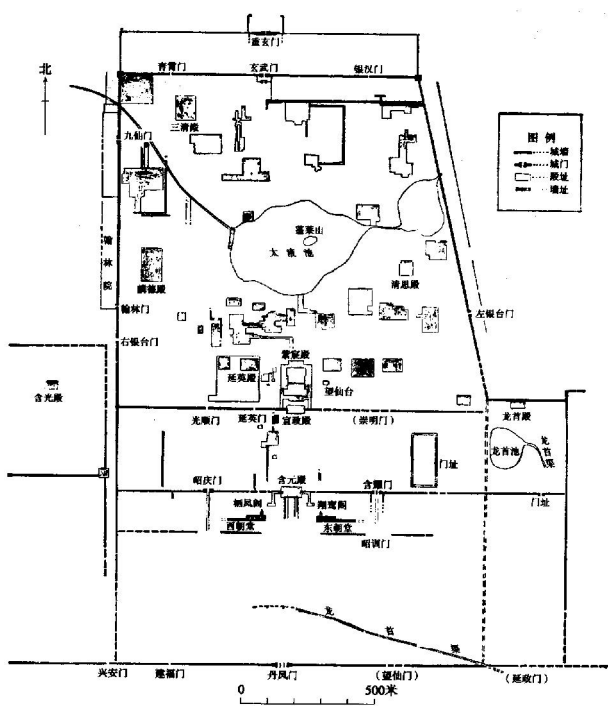 重玄门
青霄门
玄武门
银汉门
北
三清殿
九仙门
图例
城墙
城门
殿址
墙址
蓬莱山
太液池
翰林院
麟德殿
清思殿
翰林门
左银台门
右银台门
紫宸殿
延英殿
望仙台
含光殿
光顺门
延英门
宣政殿
(崇明门)
龙首殿
龙首池
龙首渠
门址
昭庆门
含元殿
含耀门
门址
栖凤阁
翔鸾阁
西朝堂
东朝堂
昭训门
龙首渠
兴安门
建福门
丹凤门
(望仙门)
(延政门)
0 500米